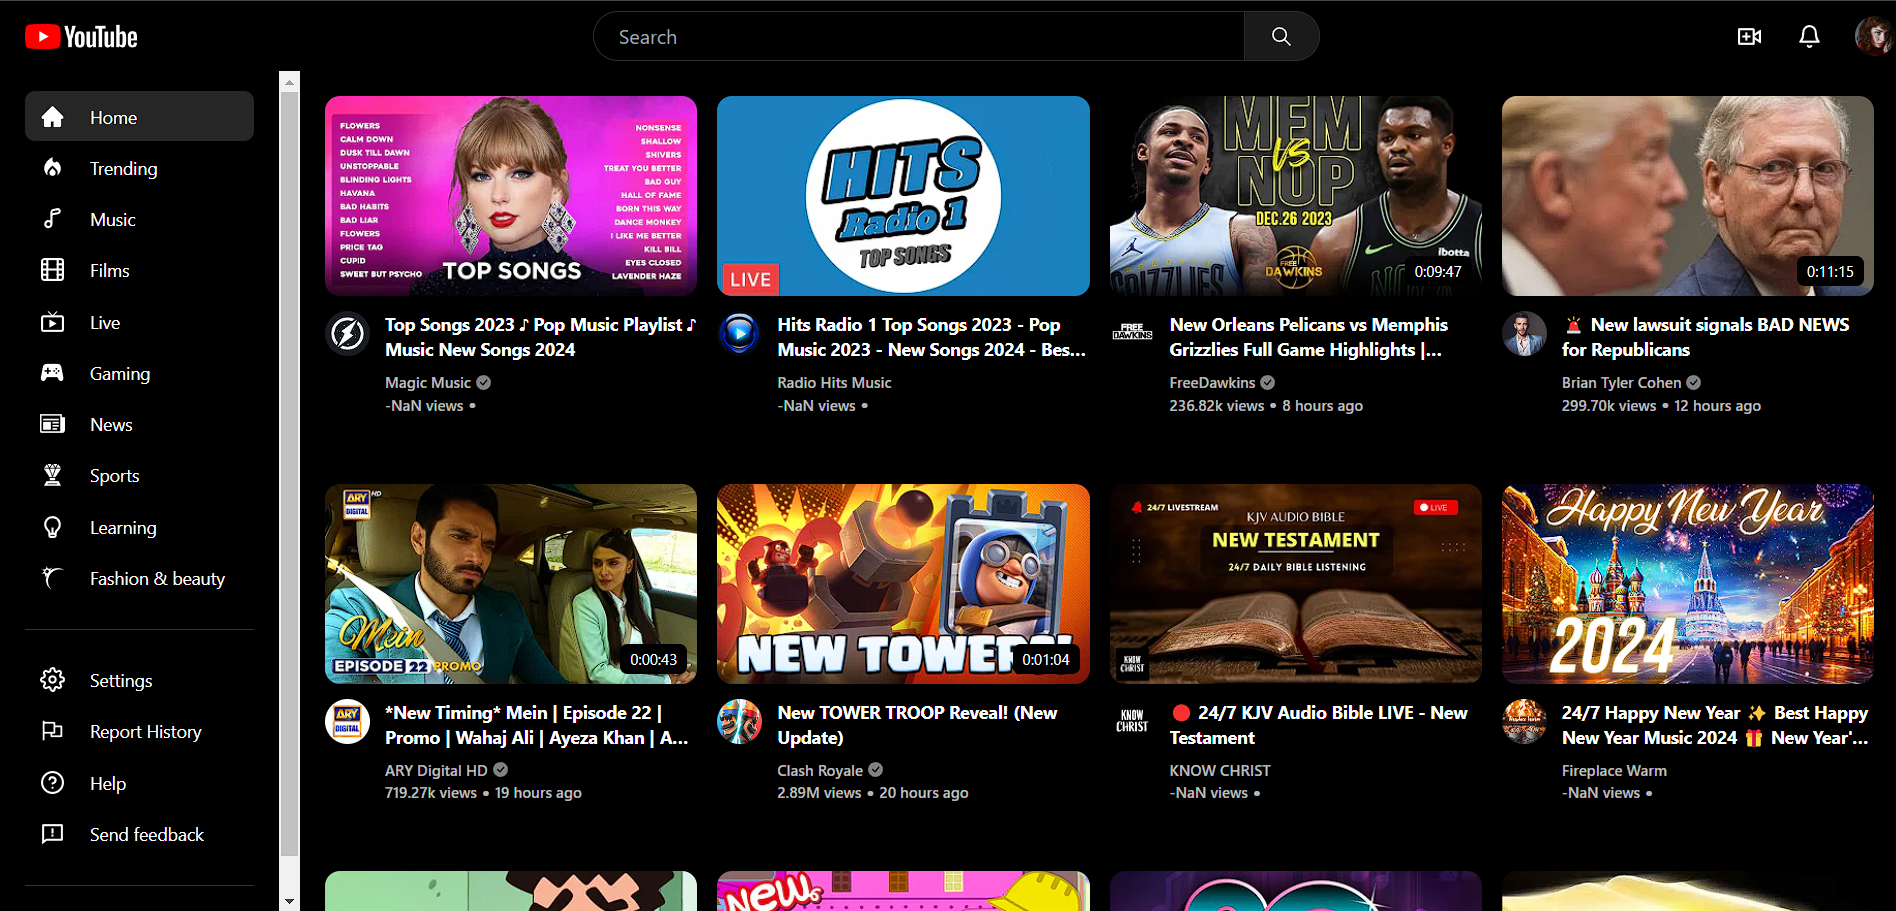 YouTube
Search
Home
Trending
Music
Films
Live
Gaming
News
Sports
Learning
Fashion & beauty
Settings
Report History
Help
Send feedback
FLOWERS
CALM DOWN
DUSK TILL DAWN
UNSTOPPABLE
BLINDING LIGHTS
HAVANA
BAD HABITS
BAD LIAR
FLOWERS
PRICE TAG
CUPID
SWEET BUT PSYCHO
NONSENSE
SHALLOW
SHIVERS
TREAT YOU BETTER
BAD GUY
HALL OF FAME
BORN THIS WAY
DANCE MONKEY
I LIKE ME BETTER
KILL BILL
EYES CLOSED
LAVENDER HAZE
TOP SONGS
Top Songs 2023 ♪ Pop Music Playlist ♪
Music New Songs 2024
Magic Music
-NaN views •
HITS
Radio 1
TOP SONGS
LIVE
Hits Radio 1 Top Songs 2023 - Pop
Music 2023 - New Songs 2024 - Bes...
Radio Hits Music
-NaN views •
MEM
VS
NOP
DEC.26 2023
GRIZZLIES
FREE
DAWKINS
ibotta
0:09:47
FREE
DAWKINS
New Orleans Pelicans vs Memphis
Grizzlies Full Game Highlights |...
FreeDawkins
236.82k views • 8 hours ago
0:11:15
🚨 New lawsuit signals BAD NEWS
for Republicans
Brian Tyler Cohen
299.70k views • 12 hours ago
ARY HD
DIGITAL
Mein
EPISODE 22 PROMO
0:00:43
ARY
DIGITAL
*New Timing* Mein | Episode 22 |
Promo | Wahaj Ali | Ayeza Khan | A...
ARY Digital HD
719.27k views • 19 hours ago
NEW TOWER
0:01:04
New TOWER TROOP Reveal! (New
Update)
Clash Royale
2.89M views • 20 hours ago
24/7 LIVESTREAM
LIVE
KJV AUDIO BIBLE
NEW TESTAMENT
24/7 DAILY BIBLE LISTENING
KNOW
CHRIST
KNOW
CHRIST
🔴 24/7 KJV Audio Bible LIVE - New
Testament
KNOW CHRIST
-NaN views •
Happy New Year
2024
24/7 Happy New Year ✨ Best Happy
New Year Music 2024 🎁 New Year'...
Fireplace Warm
-NaN views •
New